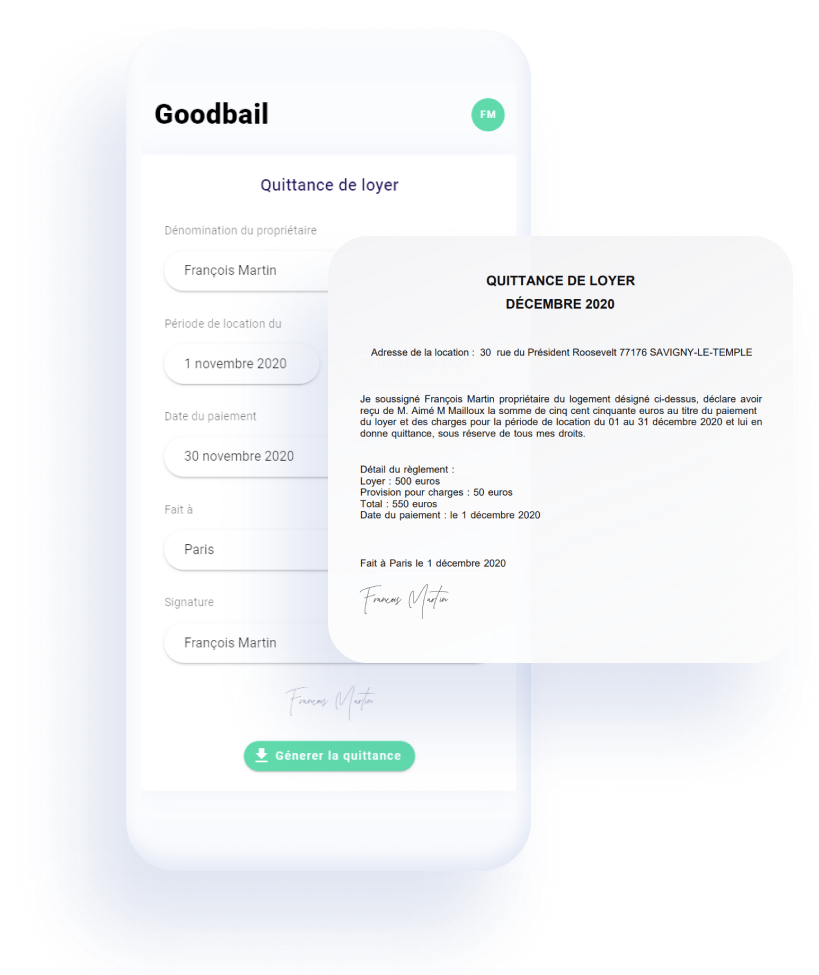 Goodbail
FM
Quittance de loyer
Dénomination du propriétaire
François Martin
Période de location du
1 novembre 2020
Date du paiement
30 novembre 2020
Fait à
Paris
Signature
François Martin
Francois Martin
Génerer la quittance
QUITTANCE DE LOYER
DÉCEMBRE 2020
Adresse de la location : 30 rue du Président Roosevelt 77176 SAVIGNY-LE-TEMPLE
Je soussigné François Martin propriétaire du logement désigné ci-dessus, déclare avoir
reçu de M. Aimé M Mailloux la somme de cinq cent cinquante euros au titre du paiement
du loyer et des charges pour la période de location du 01 au 31 décembre 2020 et lui en
donne quittance, sous réserve de tous mes droits.
Détail du règlement :
Loyer : 500 euros
Provision pour charges : 50 euros
Total : 550 euros
Date du paiement : le 1 décembre 2020
Fait à Paris le 1 décembre 2020
Francois Martin